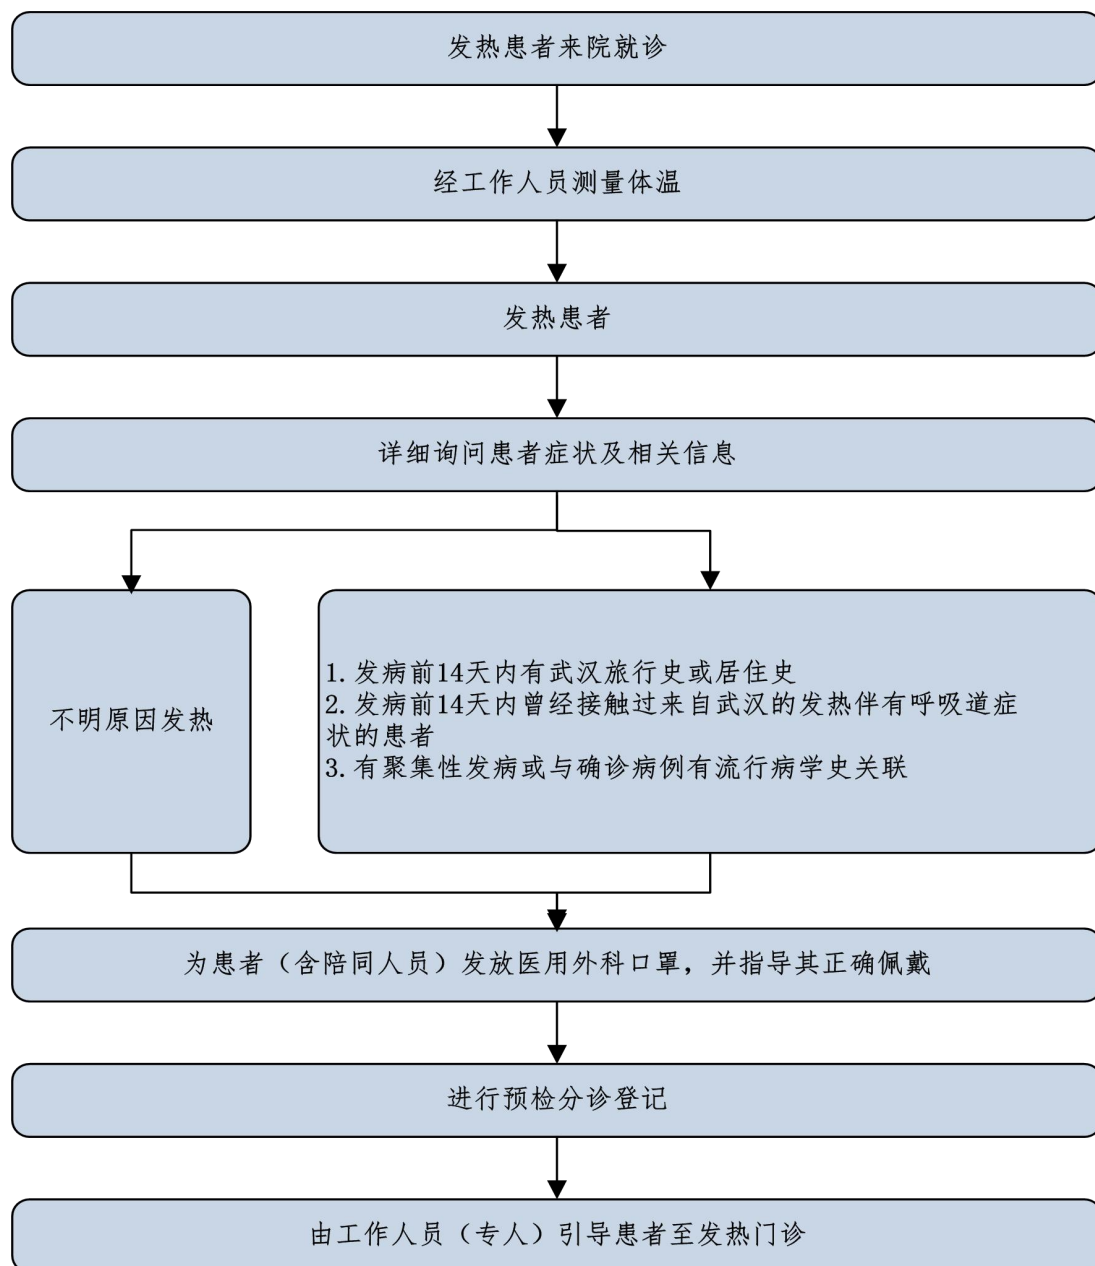 发热患者来院就诊
经工作人员测量体温
发热患者
详细询问患者症状及相关信息
不明原因发热
1. 发病前14天内有武汉旅行史或居住史
2. 发病前14天内曾经接触过来自武汉的发热伴有呼吸道症
状的患者
3. 有聚集性发病或与确诊病例有流行病学史关联
为患者（含陪同人员）发放医用外科口罩，并指导其正确佩戴
进行预检分诊登记
由工作人员（专人）引导患者至发热门诊